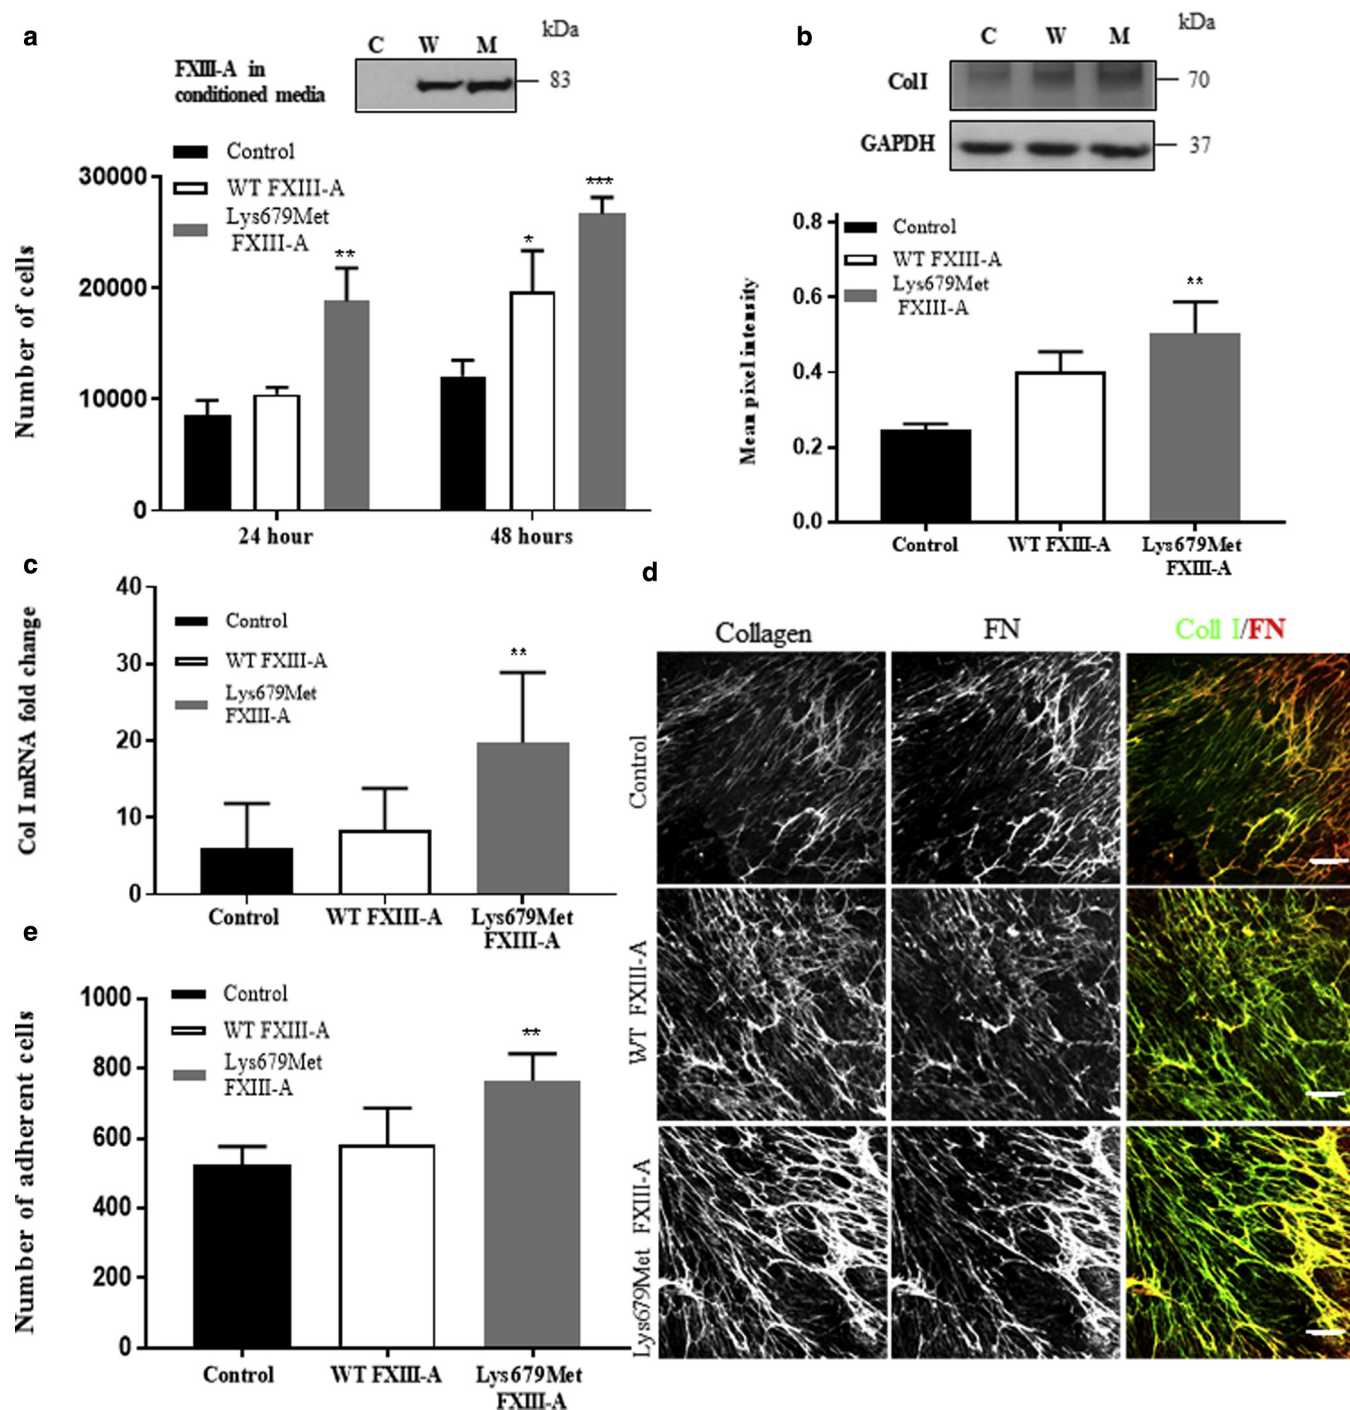 a
FXIII-A in
conditioned media
C W M
kDa
83
Control
WT FXIII-A
Lys679Met
FXIII-A
Number of cells
30000
20000
10000
0
**
*
***
24 hour
48 hours
b
C W M
kDa
ColI
70
GAPDH
37
Control
WT FXIII-A
Lys679Met
FXIII-A
Mean pixel intensity
0.8
0.6
0.4
0.2
0.0
**
Control
WT FXIII-A
Lys679Met
FXIII-A
c
Col I mRNA fold change
40
30
20
10
0
Control
WT FXIII-A
Lys679Met
FXIII-A
**
Control
WT FXIII-A
Lys679Met
FXIII-A
d
Collagen
FN
Coll I/FN
Control
WT FXIII-A
Lys679Met FXIII-A
e
Number of adherent cells
1000
800
600
400
200
0
Control
WT FXIII-A
Lys679Met
FXIII-A
**
Control
WT FXIII-A
Lys679Met
FXIII-A